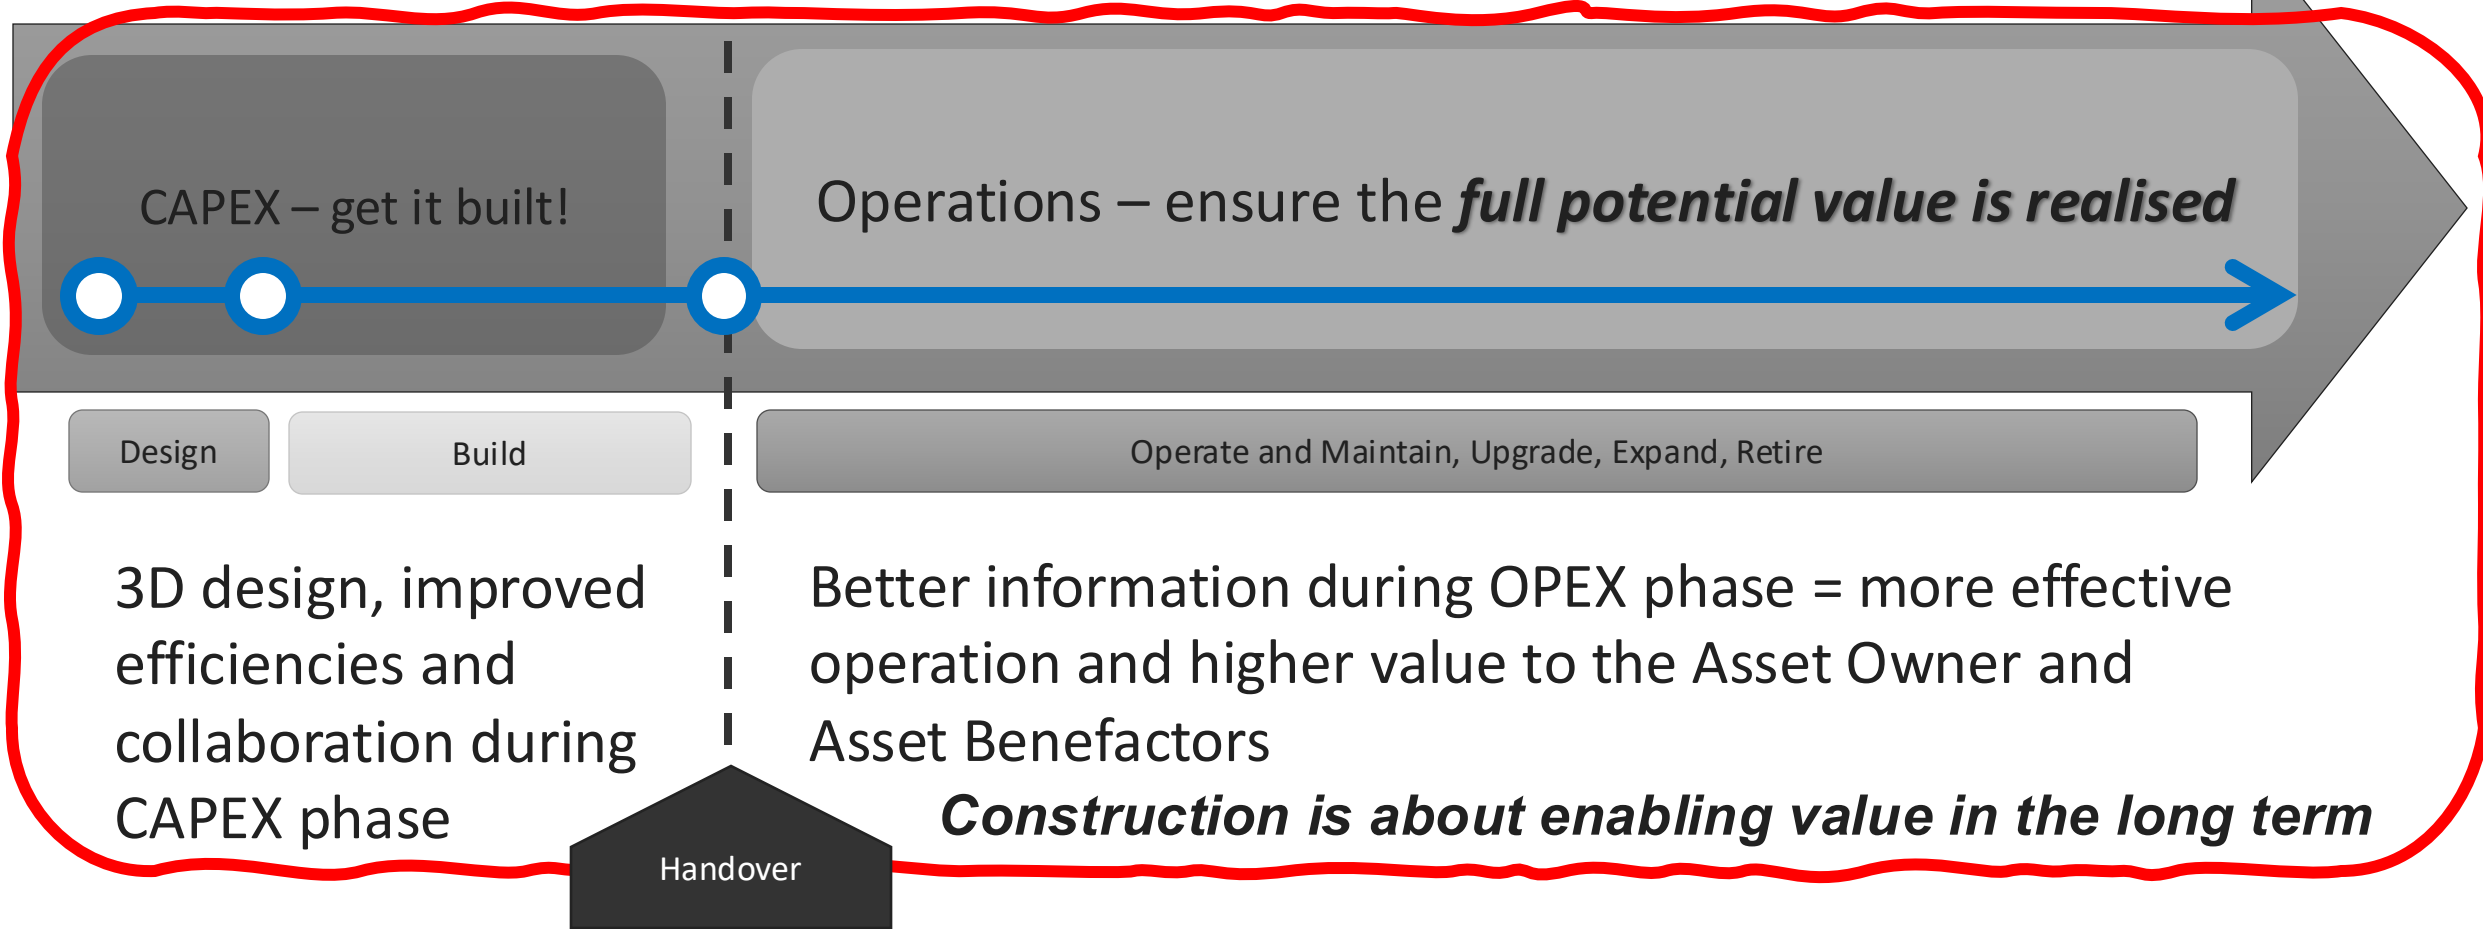 CAPEX – get it built!
Operations – ensure the full potential value is realised
Design
Build
Operate and Maintain, Upgrade, Expand, Retire
3D design, improved
efficiencies and
collaboration during
CAPEX phase
Better information during OPEX phase = more effective
operation and higher value to the Asset Owner and
Asset Benefactors
Construction is about enabling value in the long term
Handover